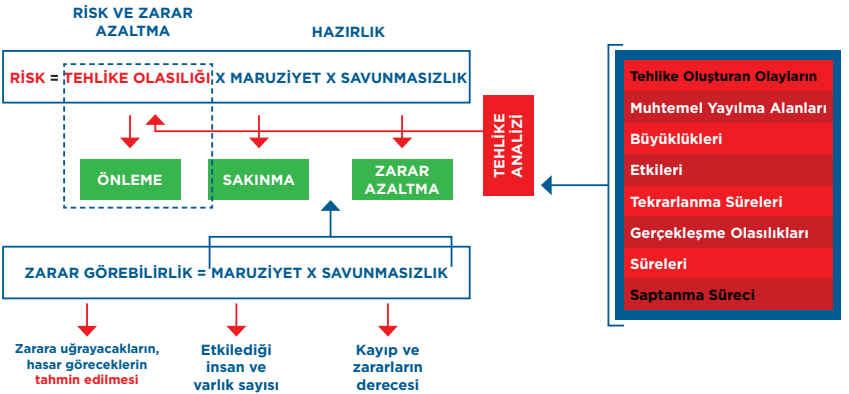 RİSK VE ZARAR
AZALTMA
HAZIRLIK
RİSK = TEHLİKE OLASILIĞI X MARUZİYET X SAVUNMASIZLIK
ÖNLEME
SAKINMA
ZARAR
AZALTMA
TEHLİKE
ANALİZİ
Tehlike Oluşturan Olayların
Muhtemel Yayılma Alanları
Büyüklükleri
Etkileri
Tekrarlanma Süreleri
Gerçekleşme Olasılıkları
Süreleri
Saptanma Süreci
ZARAR GÖREBİLİRLİK = MARUZİYET X SAVUNMASIZLIK
Zarara uğrayacakların,
hasar göreceklerin
tahmin edilmesi
Etkilediği
insan ve
varlık sayısı
Kayıp ve
zararların
derecesi